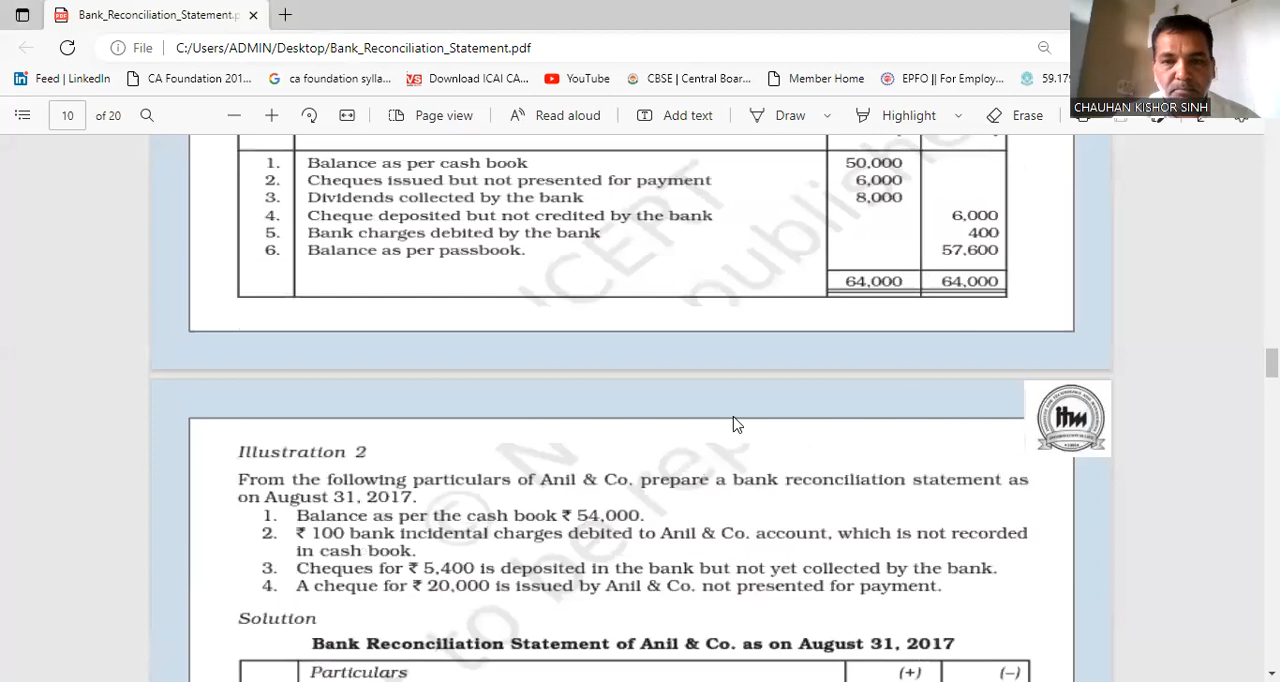 Bank_Reconciliation_Statement.p
File
C:/Users/ADMIN/Desktop/Bank_Reconciliation_Statement.pdf
Feed | LinkedIn
CA Foundation 201...
ca foundation sylla...
Download ICAI CA...
YouTube
CBSE | Central Boar...
Member Home
EPFO || For Employ...
59.17
CHAUHAN KISHOR SINH
10 of 20
Page view
Read aloud
Add text
Draw
Highlight
Erase
1. Balance as per cash book 50,000
2. Cheques issued but not presented for payment 6,000
3. Dividends collected by the bank 8,000
4. Cheque deposited but not credited by the bank 6,000
5. Bank charges debited by the bank 400
6. Balance as per passbook. 57,600
64,000 64,000
itm
Illustration 2
From the following particulars of Anil & Co. prepare a bank reconciliation statement as
on August 31, 2017.
1. Balance as per the cash book ₹ 54,000.
2. ₹ 100 bank incidental charges debited to Anil & Co. account, which is not recorded
in cash book.
3. Cheques for ₹ 5,400 is deposited in the bank but not yet collected by the bank.
4. A cheque for ₹ 20,000 is issued by Anil & Co. not presented for payment.
Solution
Bank Reconciliation Statement of Anil & Co. as on August 31, 2017
Particulars (+) (−)